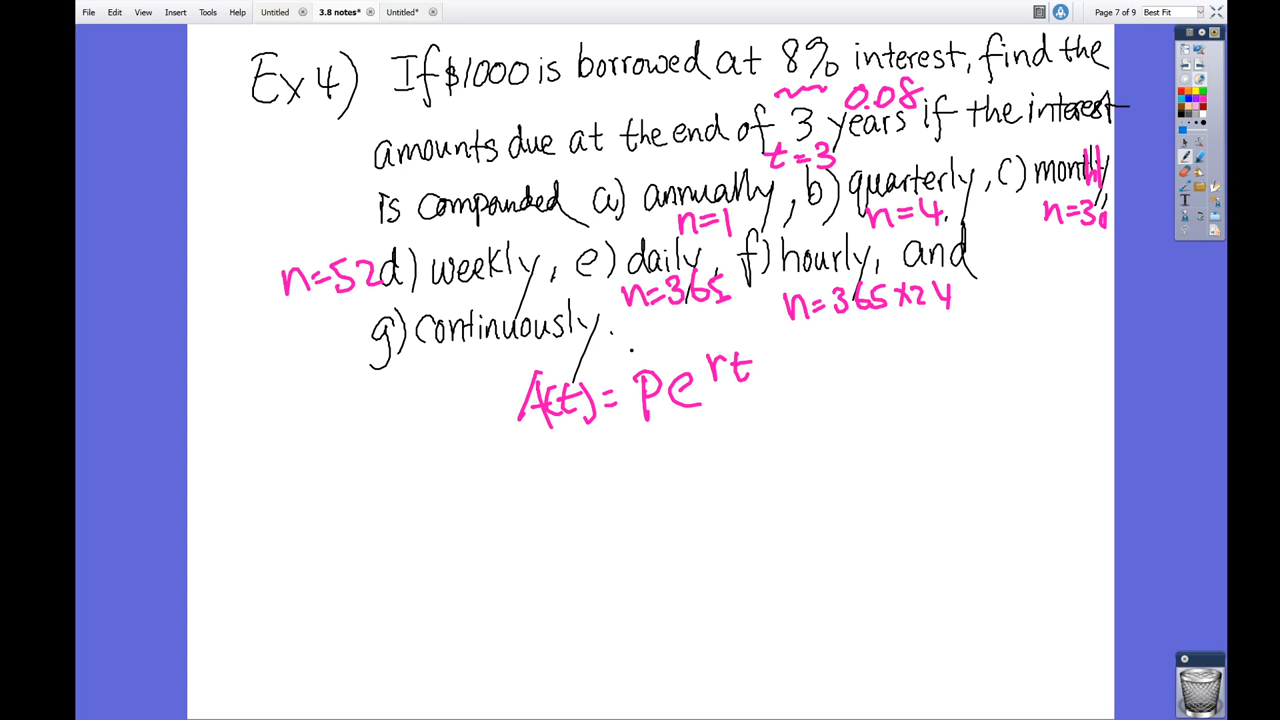 File Edit View Insert Tools Help Untitled 3.8 notes* Untitled* Page 7 of 9 Best Fit
Ex 4) If $1000 is borrowed at 8% interest, find the
0.08
amounts due at the end of 3 years if the interest
t = 3
is compounded a) annually, b) quarterly, c) monthly,
n=1 n=4 n=30
n=52 d) weekly, e) daily, f) hourly, and
n=365 n=365×24
g) continuously.
A(t) = Pe^rt